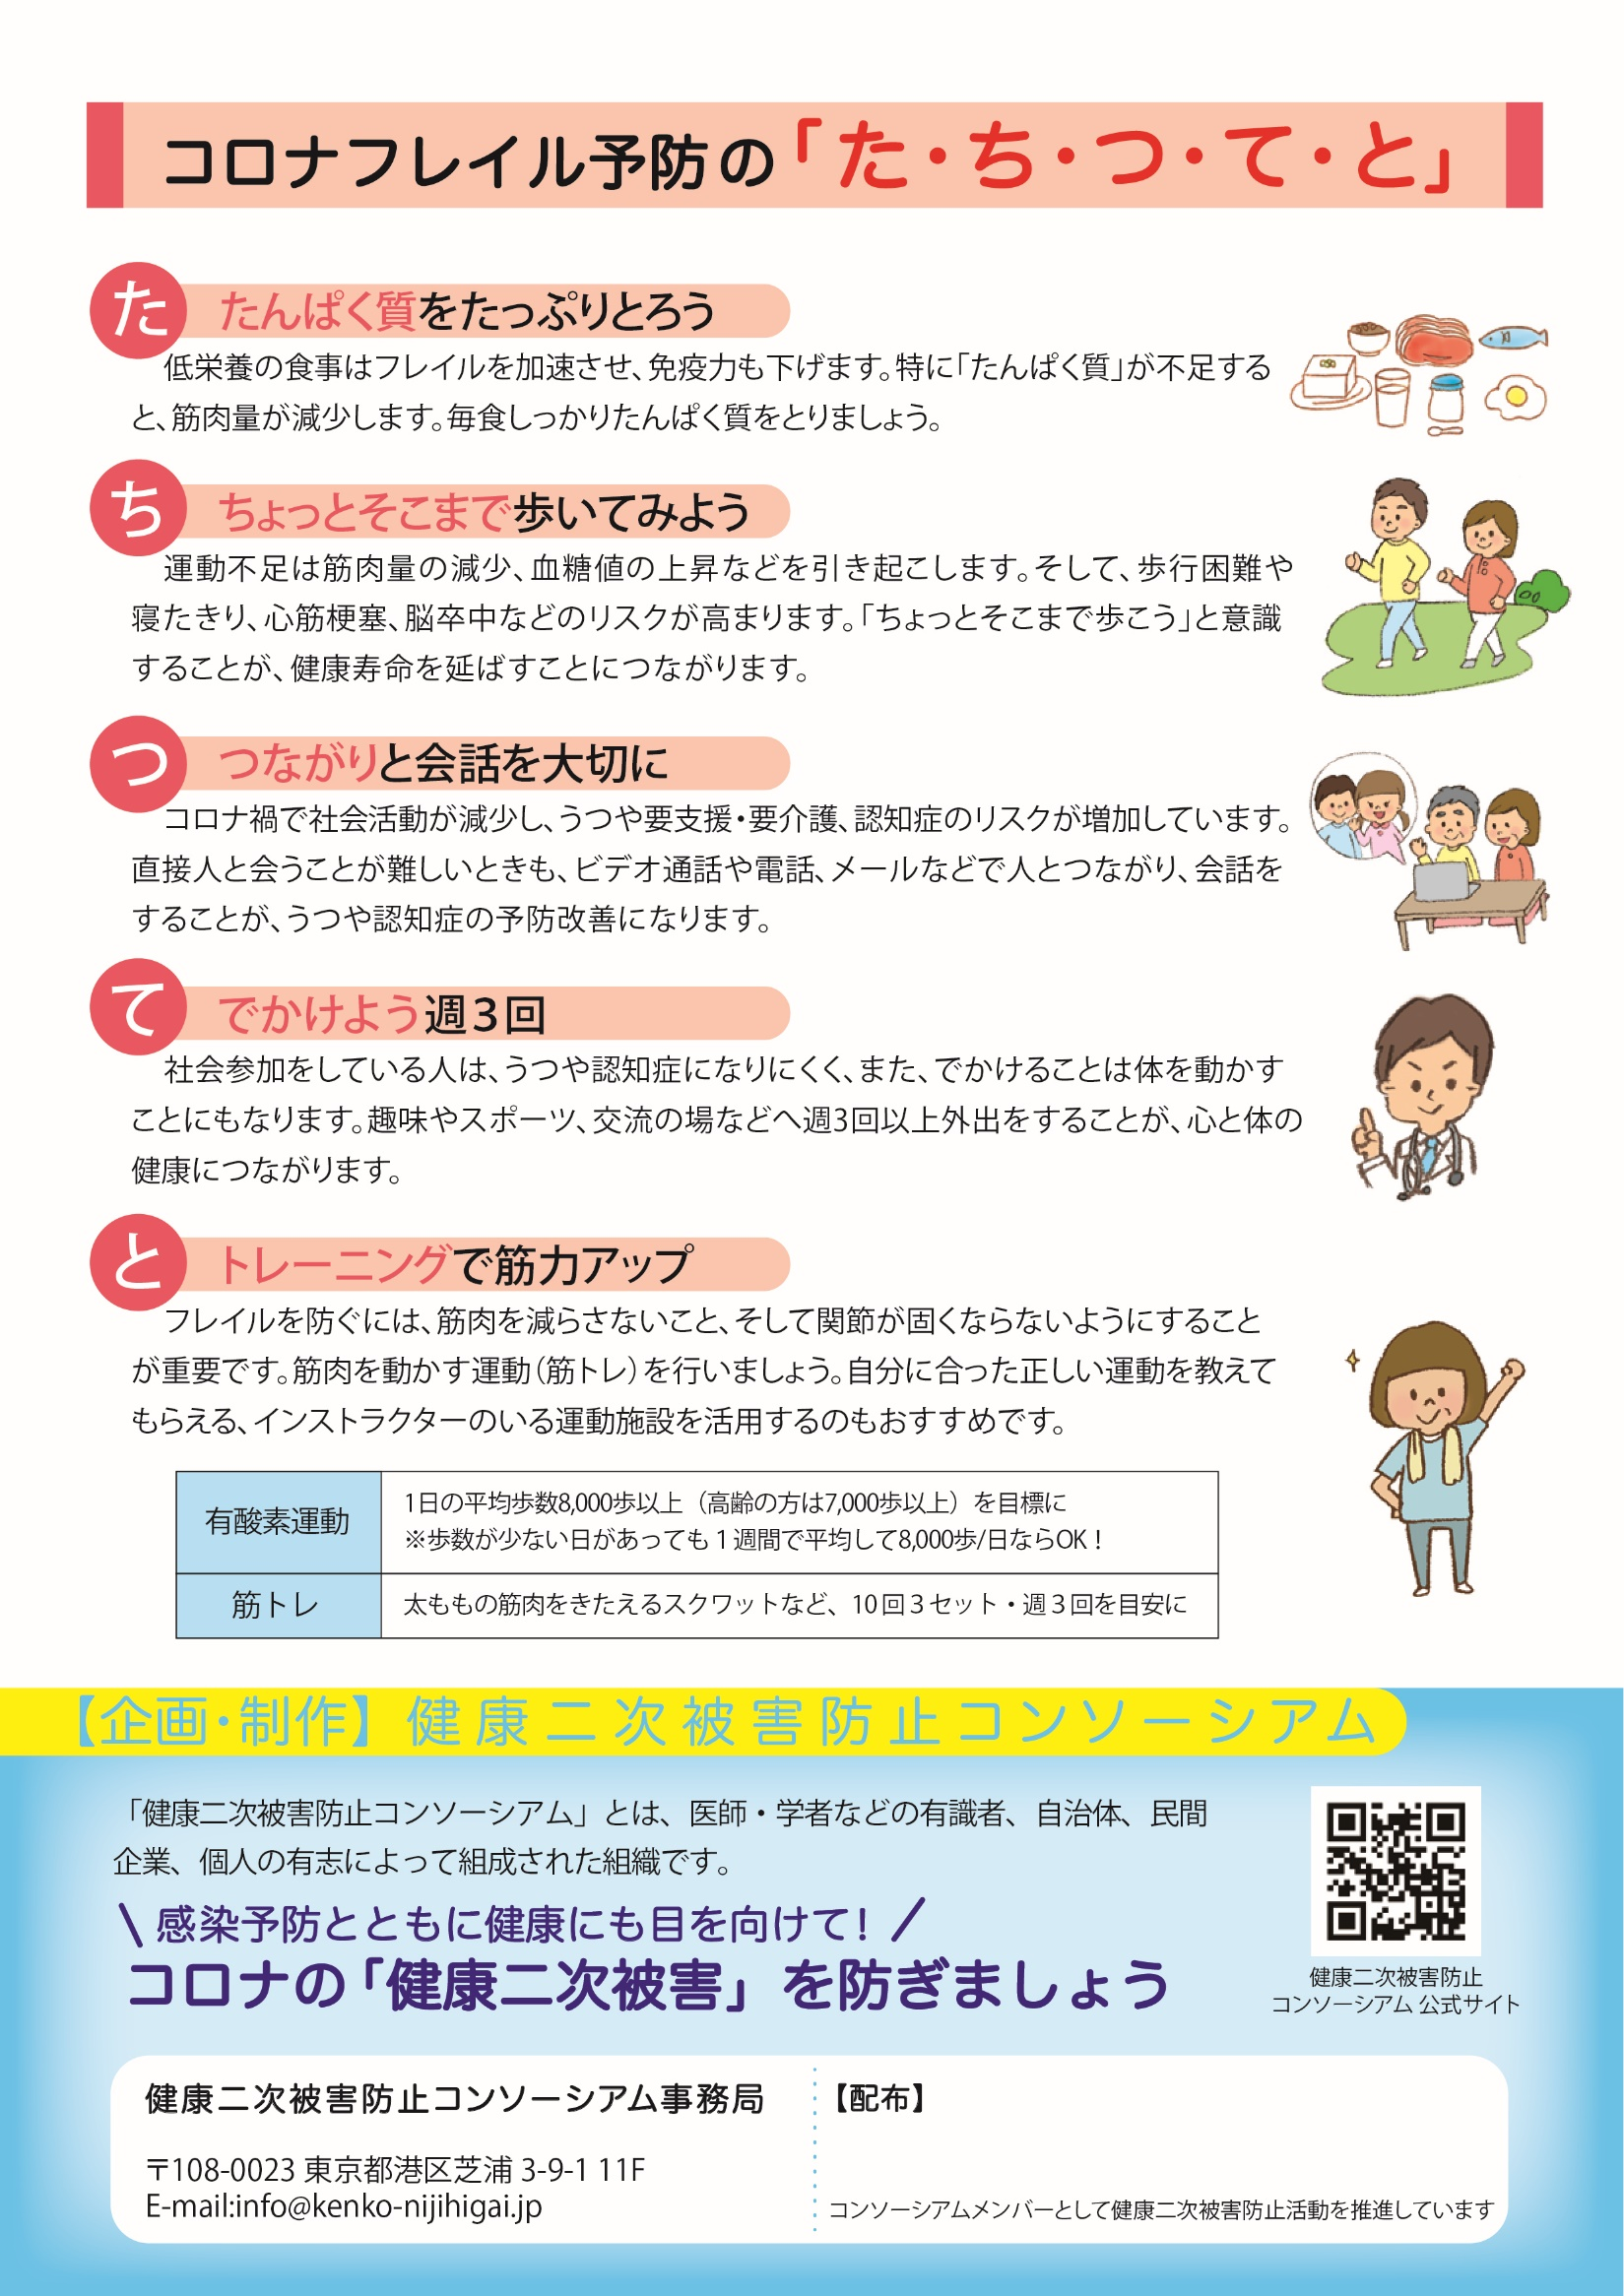 コロナフレイル予防の「た・ち・つ・て・と」
た たんぱく質をたっぷりとろう
低栄養の食事はフレイルを加速させ、免疫力も下げます。特に「たんぱく質」が不足する
と、筋肉量が減少します。毎食しっかりたんぱく質をとりましょう。
ち ちょっとそこまで歩いてみよう
運動不足は筋肉量の減少、血糖値の上昇などを引き起こします。そして、歩行困難や
寝たきり、心筋梗塞、脳卒中などのリスクが高まります。「ちょっとそこまで歩こう」と意識
することが、健康寿命を延ばすことにつながります。
つ つながりと会話を大切に
コロナ禍で社会活動が減少し、うつや要支援・要介護、認知症のリスクが増加しています。
直接人と会うことが難しいときも、ビデオ通話や電話、メールなどで人とつながり、会話を
することが、うつや認知症の予防改善になります。
て でかけよう週3回
社会参加をしている人は、うつや認知症になりにくく、また、でかけることは体を動かす
ことにもなります。趣味やスポーツ、交流の場などへ週3回以上外出をすることが、心と体の
健康につながります。
と トレーニングで筋力アップ
フレイルを防ぐには、筋肉を減らさないこと、そして関節が固くならないようにすること
が重要です。筋肉を動かす運動（筋トレ）を行いましょう。自分に合った正しい運動を教えて
もらえる、インストラクターのいる運動施設を活用するのもおすすめです。
有酸素運動
1日の平均歩数8,000歩以上（高齢の方は7,000歩以上）を目標に
※歩数が少ない日があっても1週間で平均して8,000歩/日ならOK！
筋トレ
太ももの筋肉をきたえるスクワットなど、10回3セット・週3回を目安に
【企画・制作】健康二次被害防止コンソーシアム
「健康二次被害防止コンソーシアム」とは、医師・学者などの有識者、自治体、民間
企業、個人の有志によって組成された組織です。
\ 感染予防とともに健康にも目を向けて！ /
コロナの「健康二次被害」を防ぎましょう
健康二次被害防止
コンソーシアム 公式サイト
健康二次被害防止コンソーシアム事務局
〒108-0023 東京都港区芝浦 3-9-1 11F
E-mail:info@kenko-nijihigai.jp
【配布】
コンソーシアムメンバーとして健康二次被害防止活動を推進しています